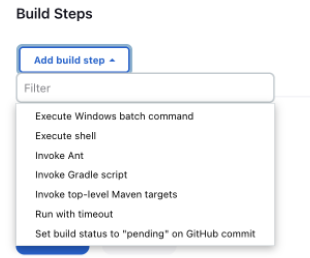 Build Steps
Add build step
Filter
Execute Windows batch command
Execute shell
Invoke Ant
Invoke Gradle script
Invoke top-level Maven targets
Run with timeout
Set build status to "pending" on GitHub commit